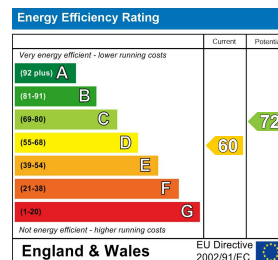 Energy Efficiency Rating
Current Potentia
Very energy efficient - lower running costs
(92 plus) A
(81-91) B
(69-80) C
72
(55-68) D
60
(39-54) E
(21-38) F
(1-20) G
Not energy efficient - higher running costs
England & Wales
EU Directive
2002/91/EC